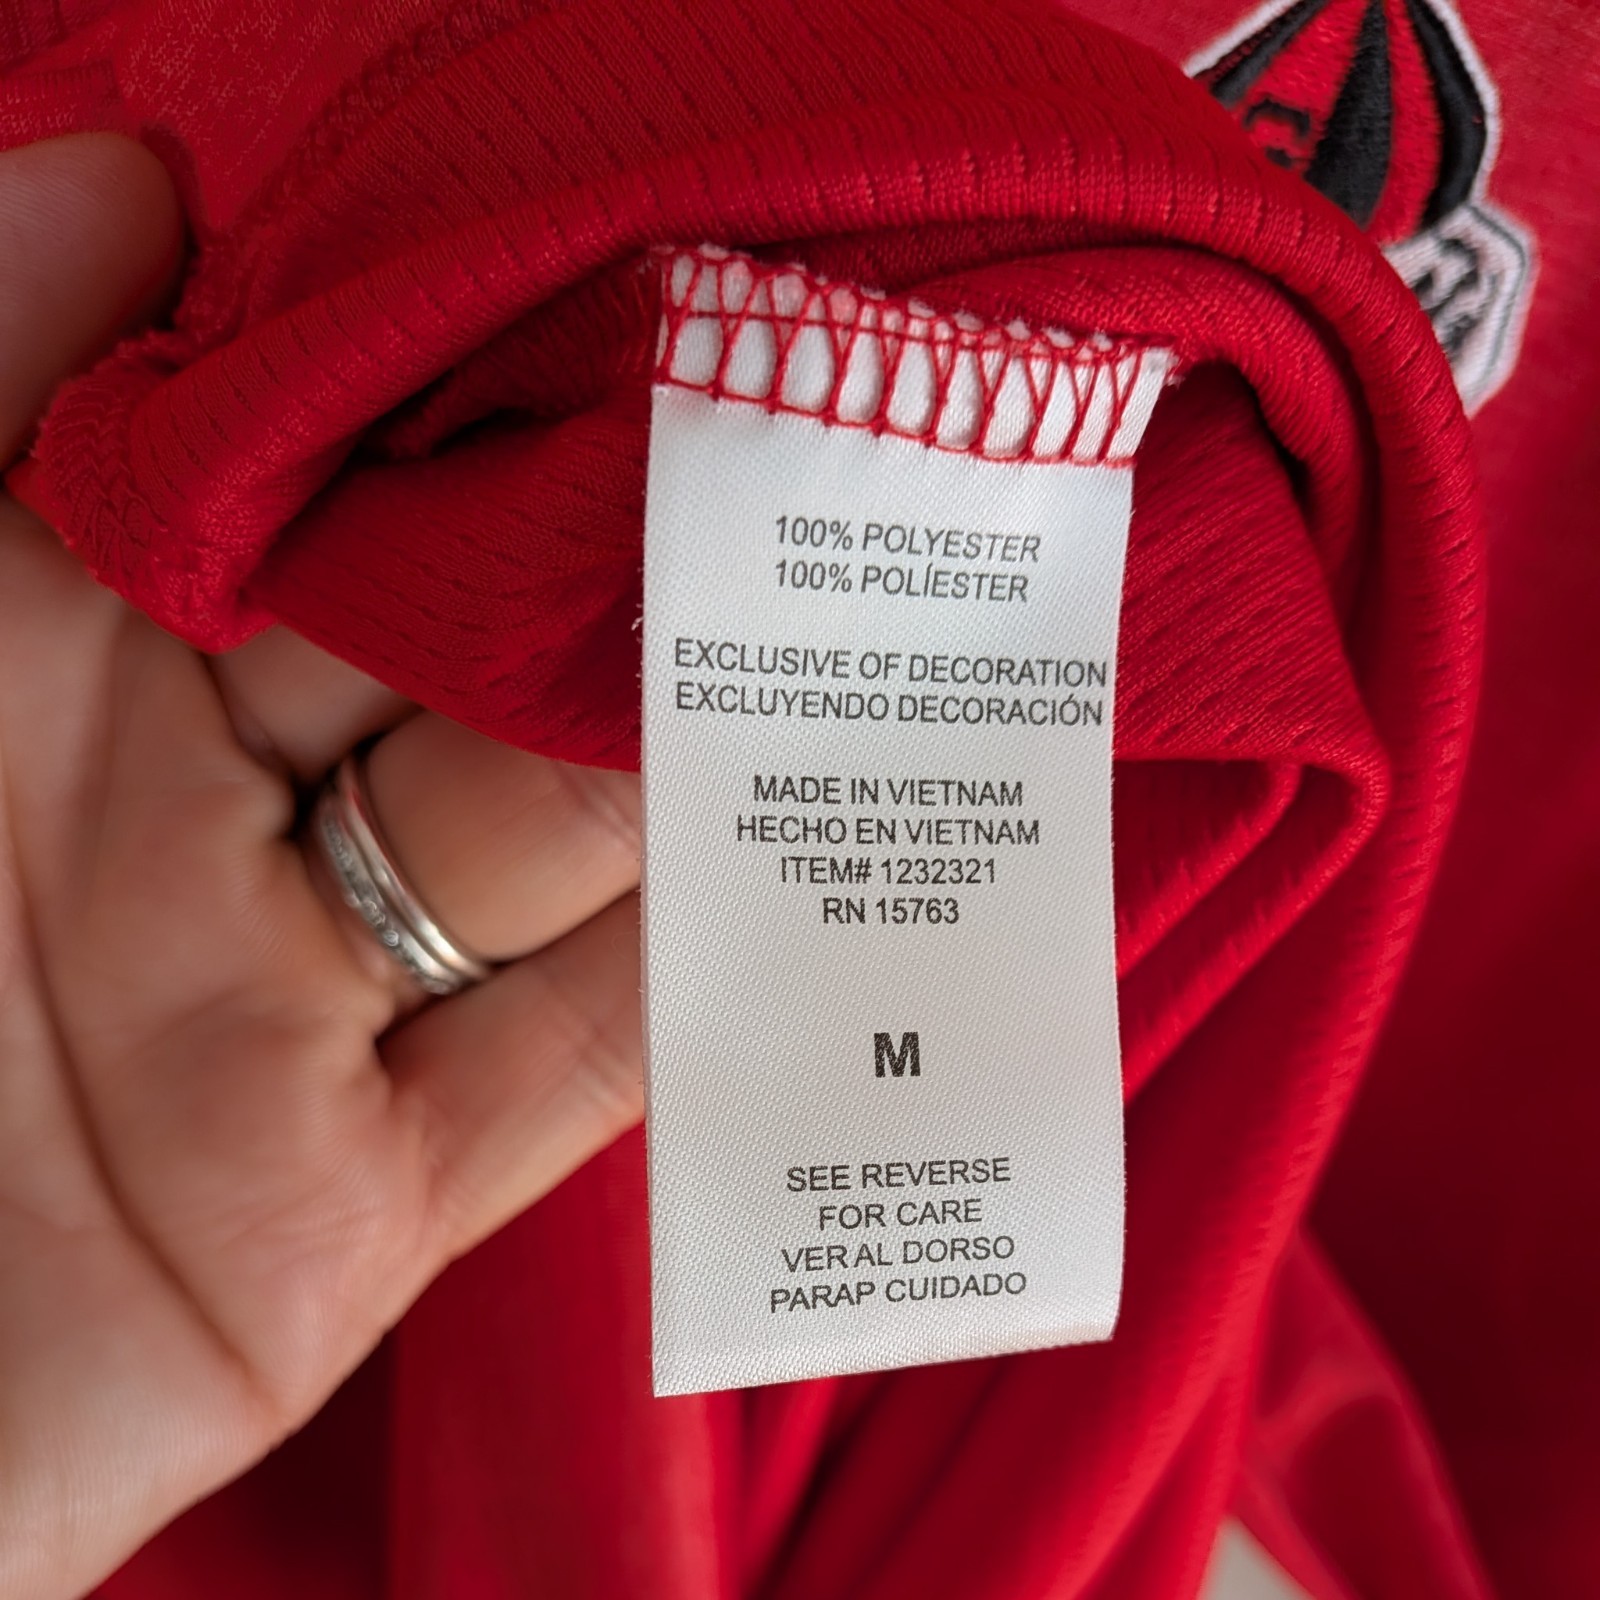 100% POLYESTER
100% POLÍESTER
EXCLUSIVE OF DECORATION
EXCLUYENDO DECORACIÓN
MADE IN VIETNAM
HECHO EN VIETNAM
ITEM# 1232321
RN 15763
M
SEE REVERSE
FOR CARE
VER AL DORSO
PARAP CUIDADO